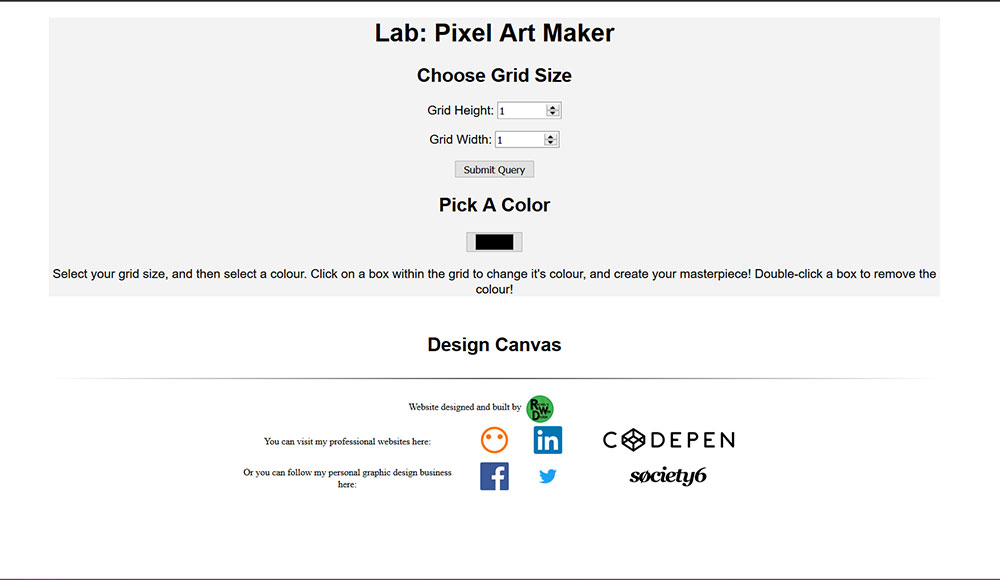 Lab: Pixel Art Maker
Choose Grid Size
Grid Height: 1
Grid Width: 1
Submit Query
Pick A Color
Select your grid size, and then select a colour. Click on a box within the grid to change it's colour, and create your masterpiece! Double-click a box to remove the
colour!
Design Canvas
Website designed and built by RWD
You can visit my professional websites here: in CODEPEN
Or you can follow my personal graphic design business f society6
here: